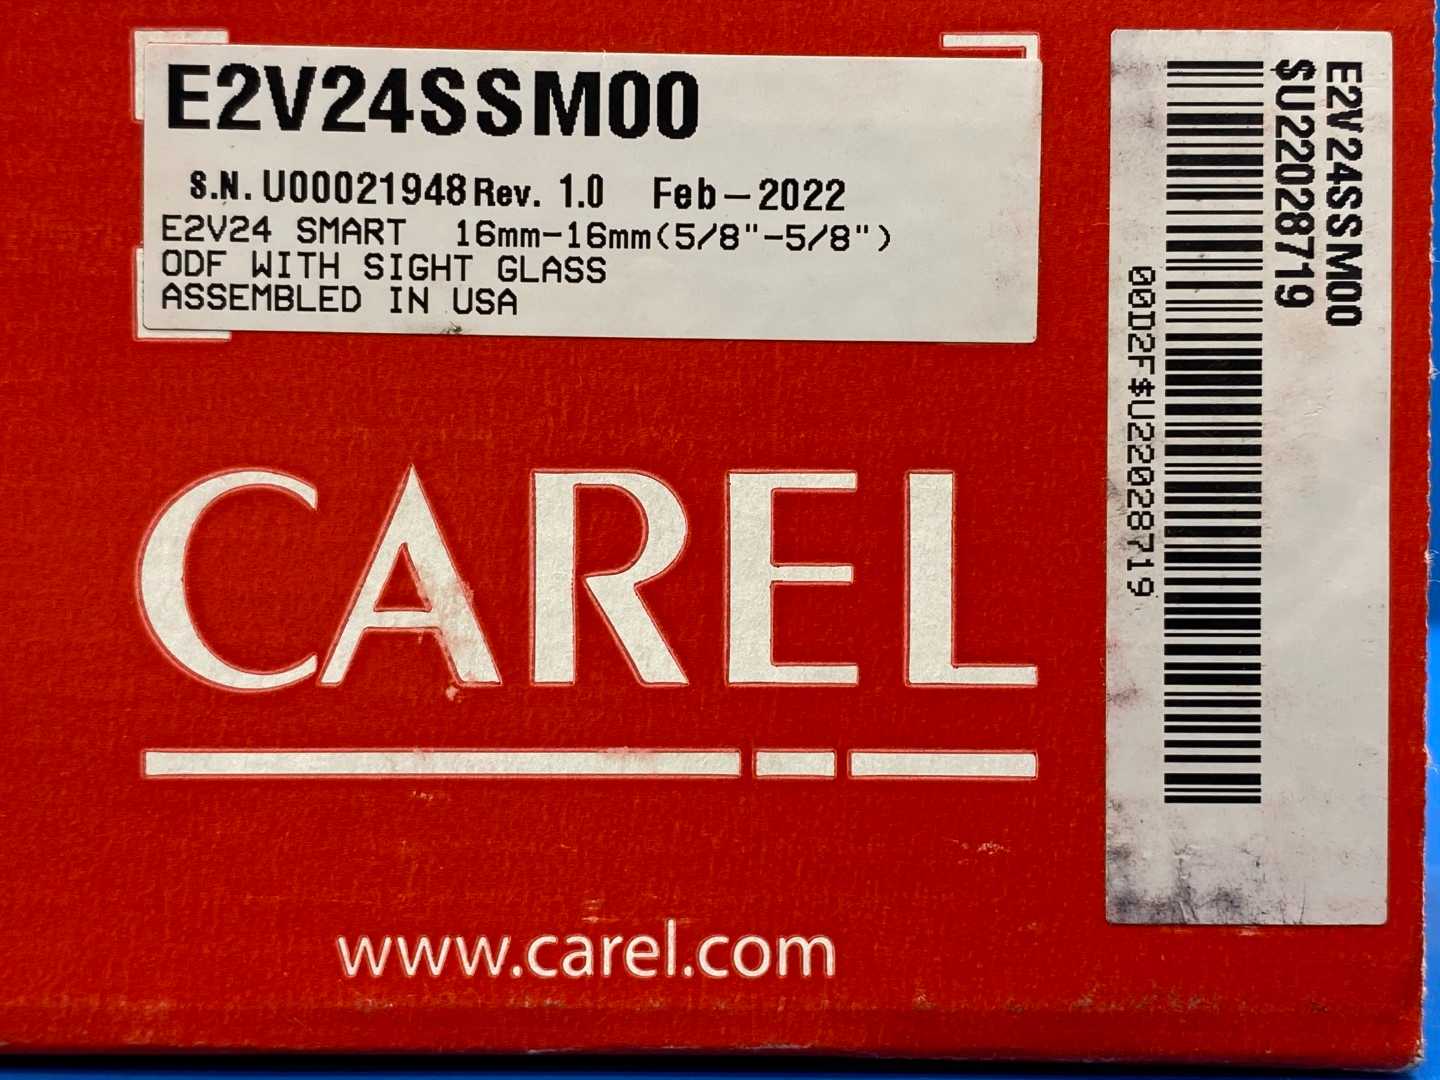 E2V24SSM00
S.N. U00021948 Rev. 1.0 Feb-2022
E2V24 SMART 16mm-16mm(5/8"-5/8")
ODF WITH SIGHT GLASS
ASSEMBLED IN USA
CAREL
www.carel.com
E2V24SSM00
$U22028719
00D2F$U22028719